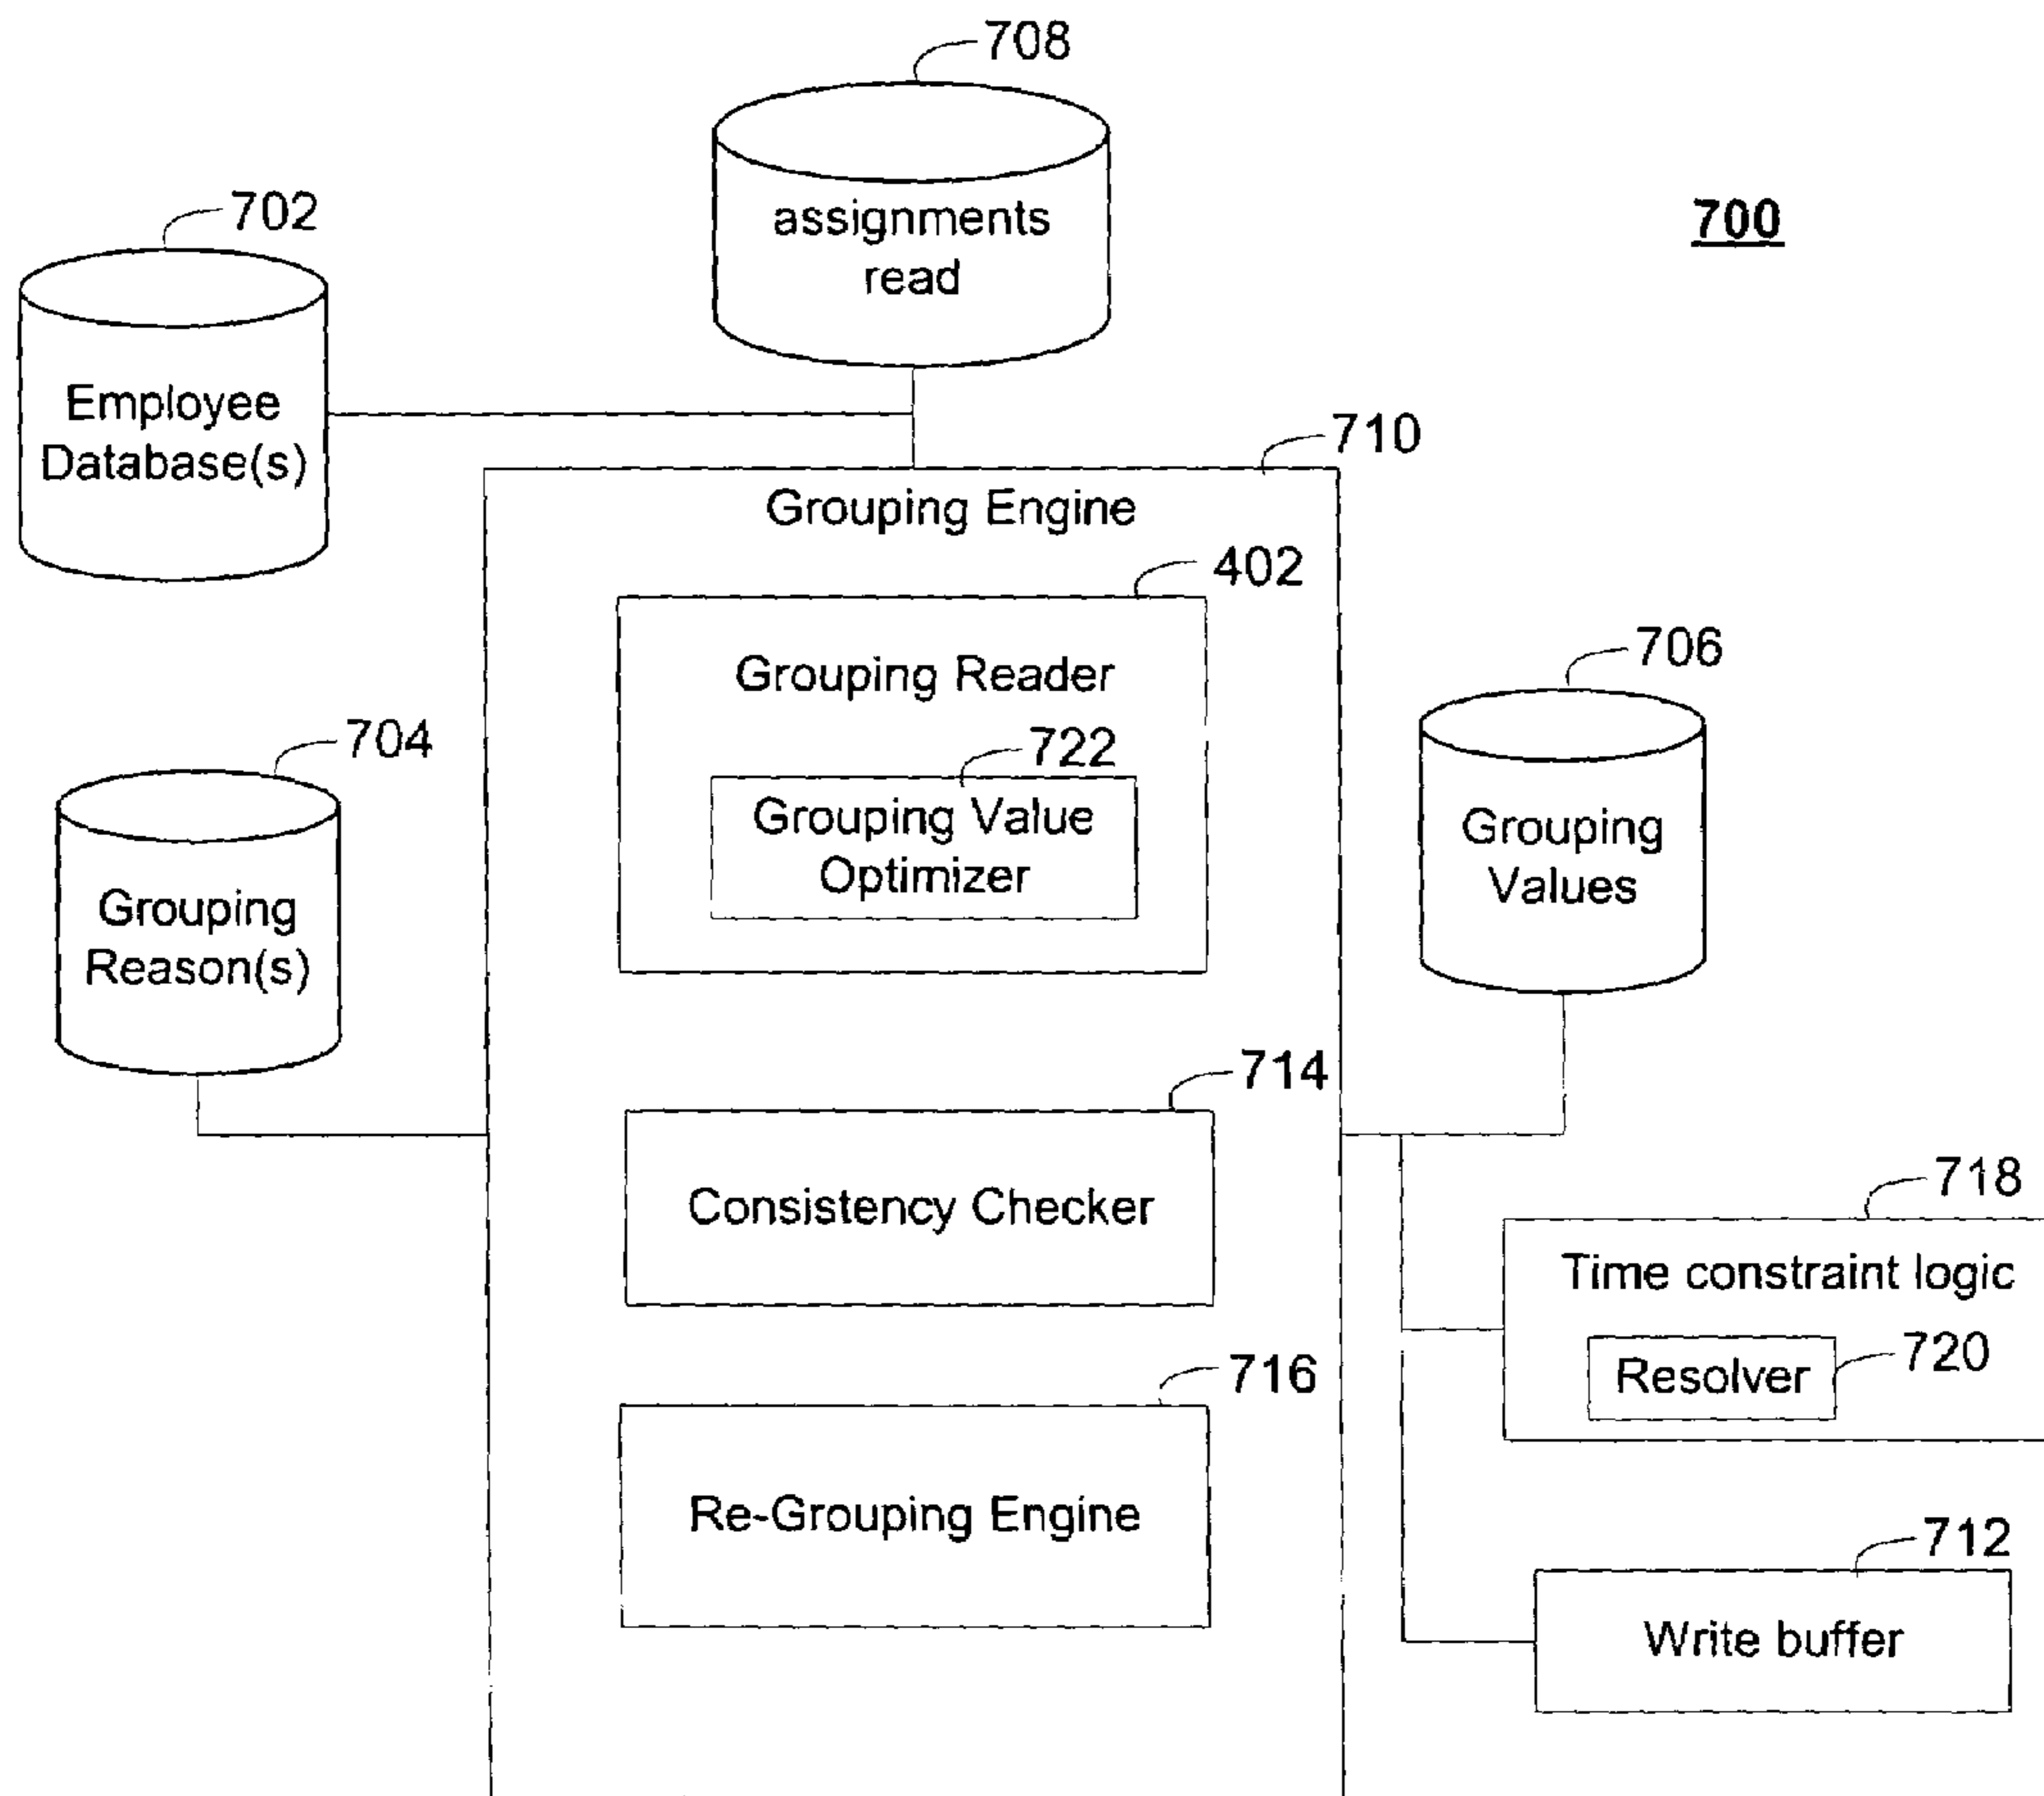 708
assignments
read
700
702
Employee
Database(s)
710
Grouping Engine
402
Grouping Reader
722
Grouping Value
Optimizer
706
Grouping
Values
704
Grouping
Reason(s)
714
Consistency Checker
718
Time constraint logic
720
Resolver
716
Re-Grouping Engine
712
Write buffer